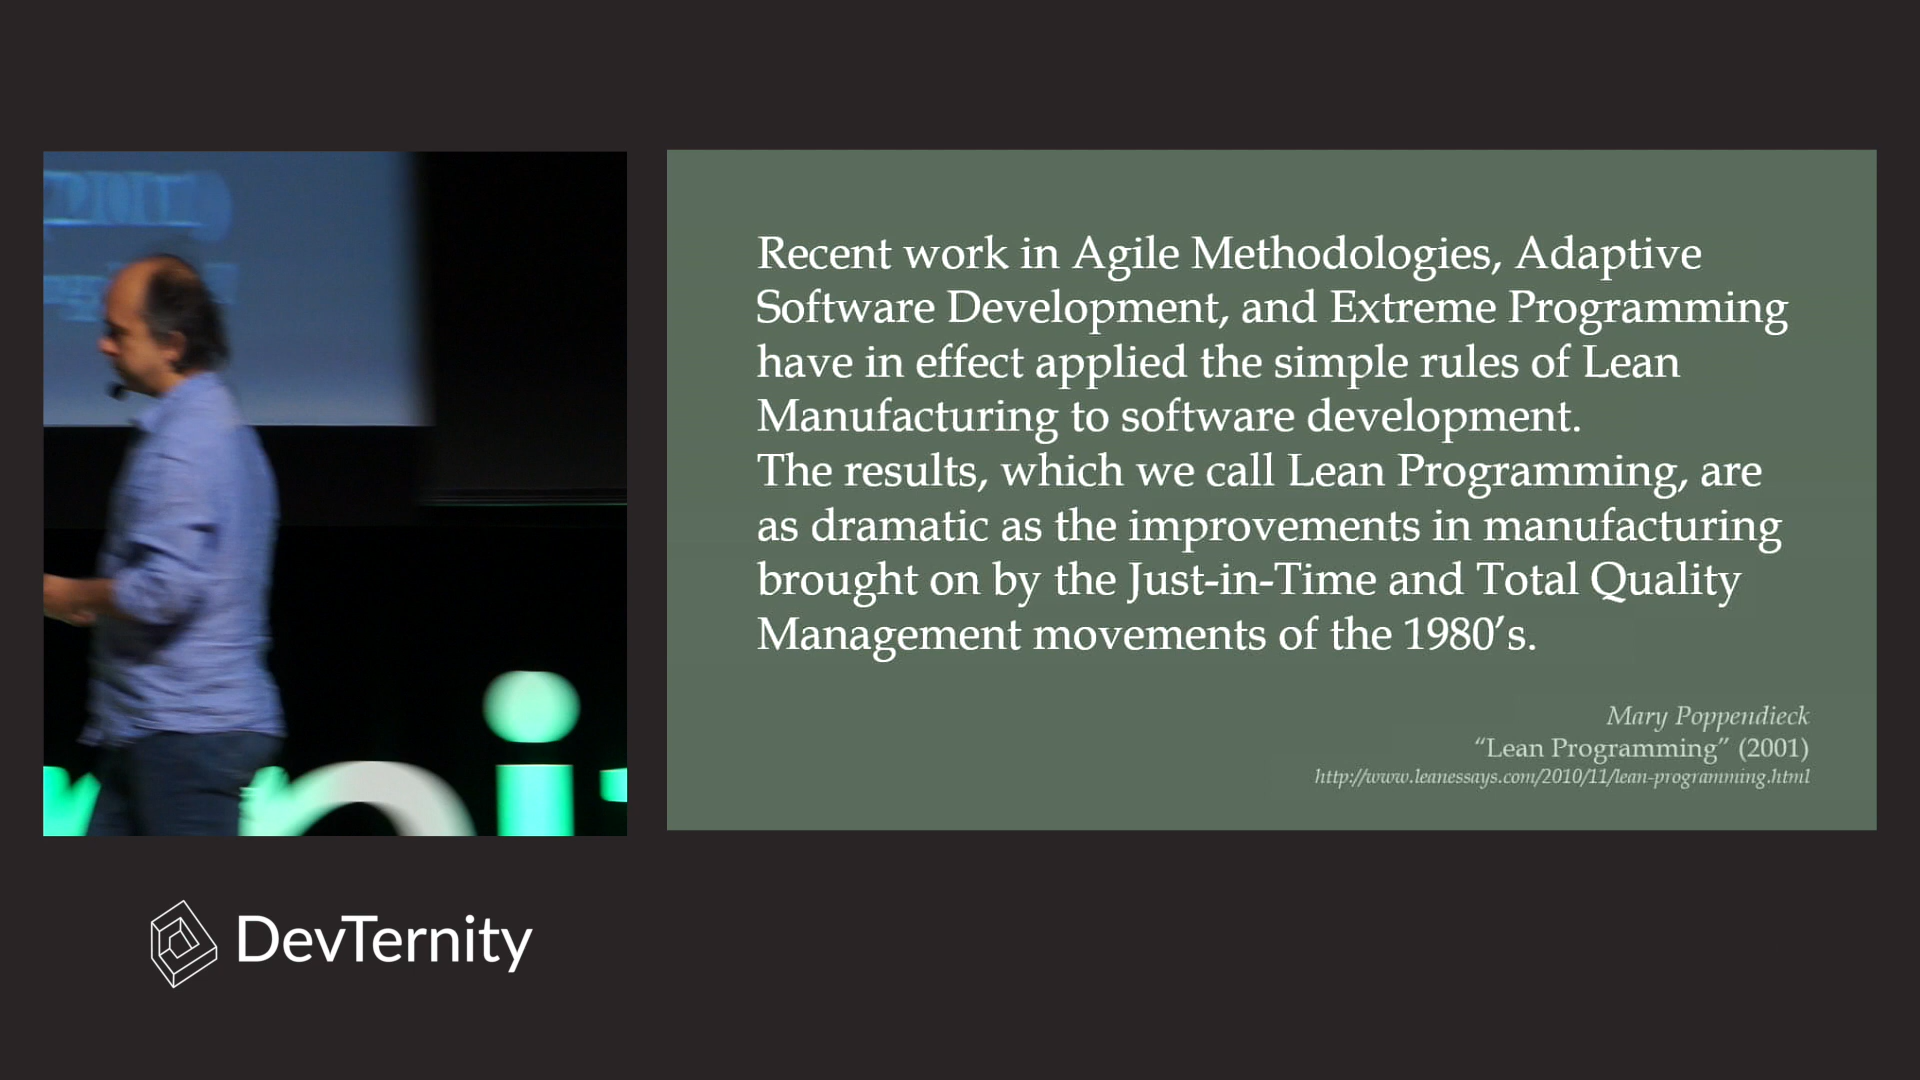 Recent work in Agile Methodologies, Adaptive
Software Development, and Extreme Programming
have in effect applied the simple rules of Lean
Manufacturing to software development.
The results, which we call Lean Programming, are
as dramatic as the improvements in manufacturing
brought on by the Just-in-Time and Total Quality
Management movements of the 1980’s.
Mary Poppendieck
“Lean Programming” (2001)
http://www.leanessays.com/2010/11/lean-programming.html
DevTernity